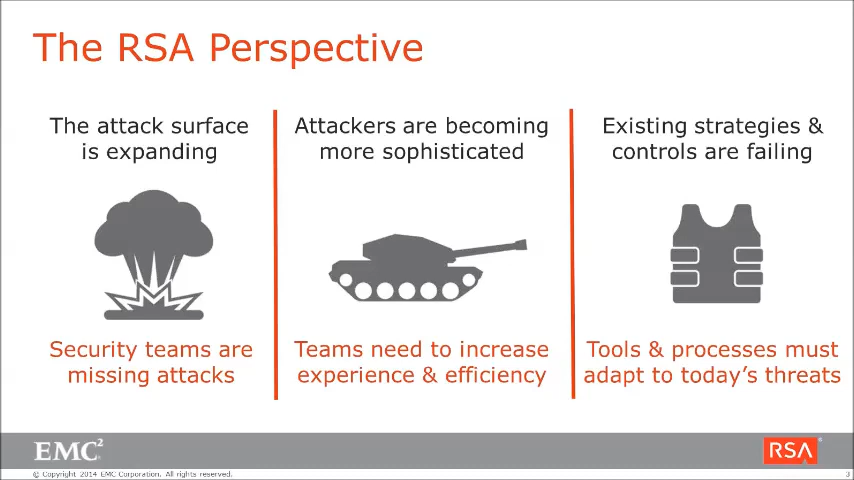 The RSA Perspective
The attack surface
is expanding
Security teams are
missing attacks
Attackers are becoming
more sophisticated
Teams need to increase
experience & efficiency
Existing strategies &
controls are failing
Tools & processes must
adapt to today’s threats
EMC²
RSA
© Copyright 2014 EMC Corporation. All rights reserved.
3